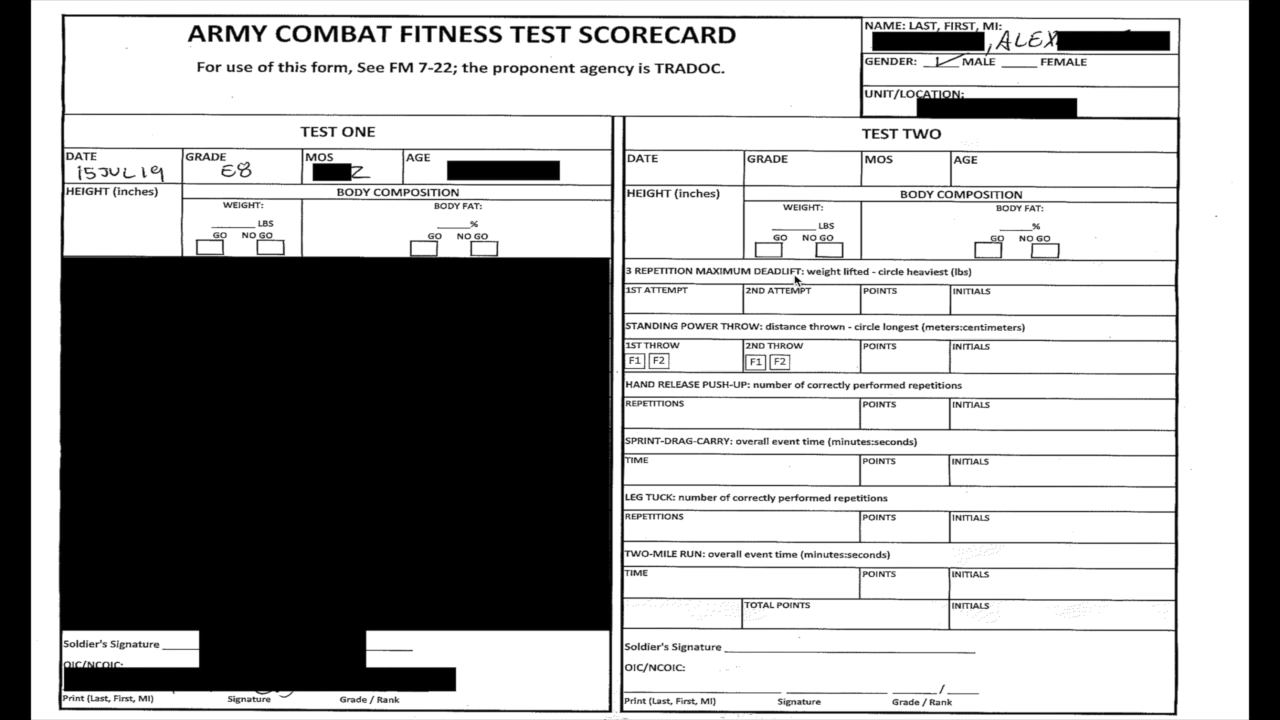 ARMY COMBAT FITNESS TEST SCORECARD
For use of this form, See FM 7-22; the proponent agency is TRADOC.
NAME: LAST, FIRST, MI:
, ALEX
GENDER: ✓ MALE ____ FEMALE
UNIT/LOCATION:
TEST ONE
DATE GRADE MOS AGE
15JUL19 E8 Z
HEIGHT (inches) BODY COMPOSITION
WEIGHT: BODY FAT:
______ LBS _____%
GO NO GO GO NO GO
Soldier's Signature
OIC/NCOIC:
Print (Last, First, MI) Signature Grade / Rank
TEST TWO
DATE GRADE MOS AGE
HEIGHT (inches) BODY COMPOSITION
WEIGHT: BODY FAT:
______ LBS _____%
GO NO GO GO NO GO
3 REPETITION MAXIMUM DEADLIFT: weight lifted - circle heaviest (lbs)
1ST ATTEMPT 2ND ATTEMPT POINTS INITIALS
STANDING POWER THROW: distance thrown - circle longest (meters:centimeters)
1ST THROW 2ND THROW POINTS INITIALS
F1 F2 F1 F2
HAND RELEASE PUSH-UP: number of correctly performed repetitions
REPETITIONS POINTS INITIALS
SPRINT-DRAG-CARRY: overall event time (minutes:seconds)
TIME POINTS INITIALS
LEG TUCK: number of correctly performed repetitions
REPETITIONS POINTS INITIALS
TWO-MILE RUN: overall event time (minutes:seconds)
TIME POINTS INITIALS
TOTAL POINTS INITIALS
Soldier's Signature
OIC/NCOIC:
/
Print (Last, First, MI) Signature Grade / Rank